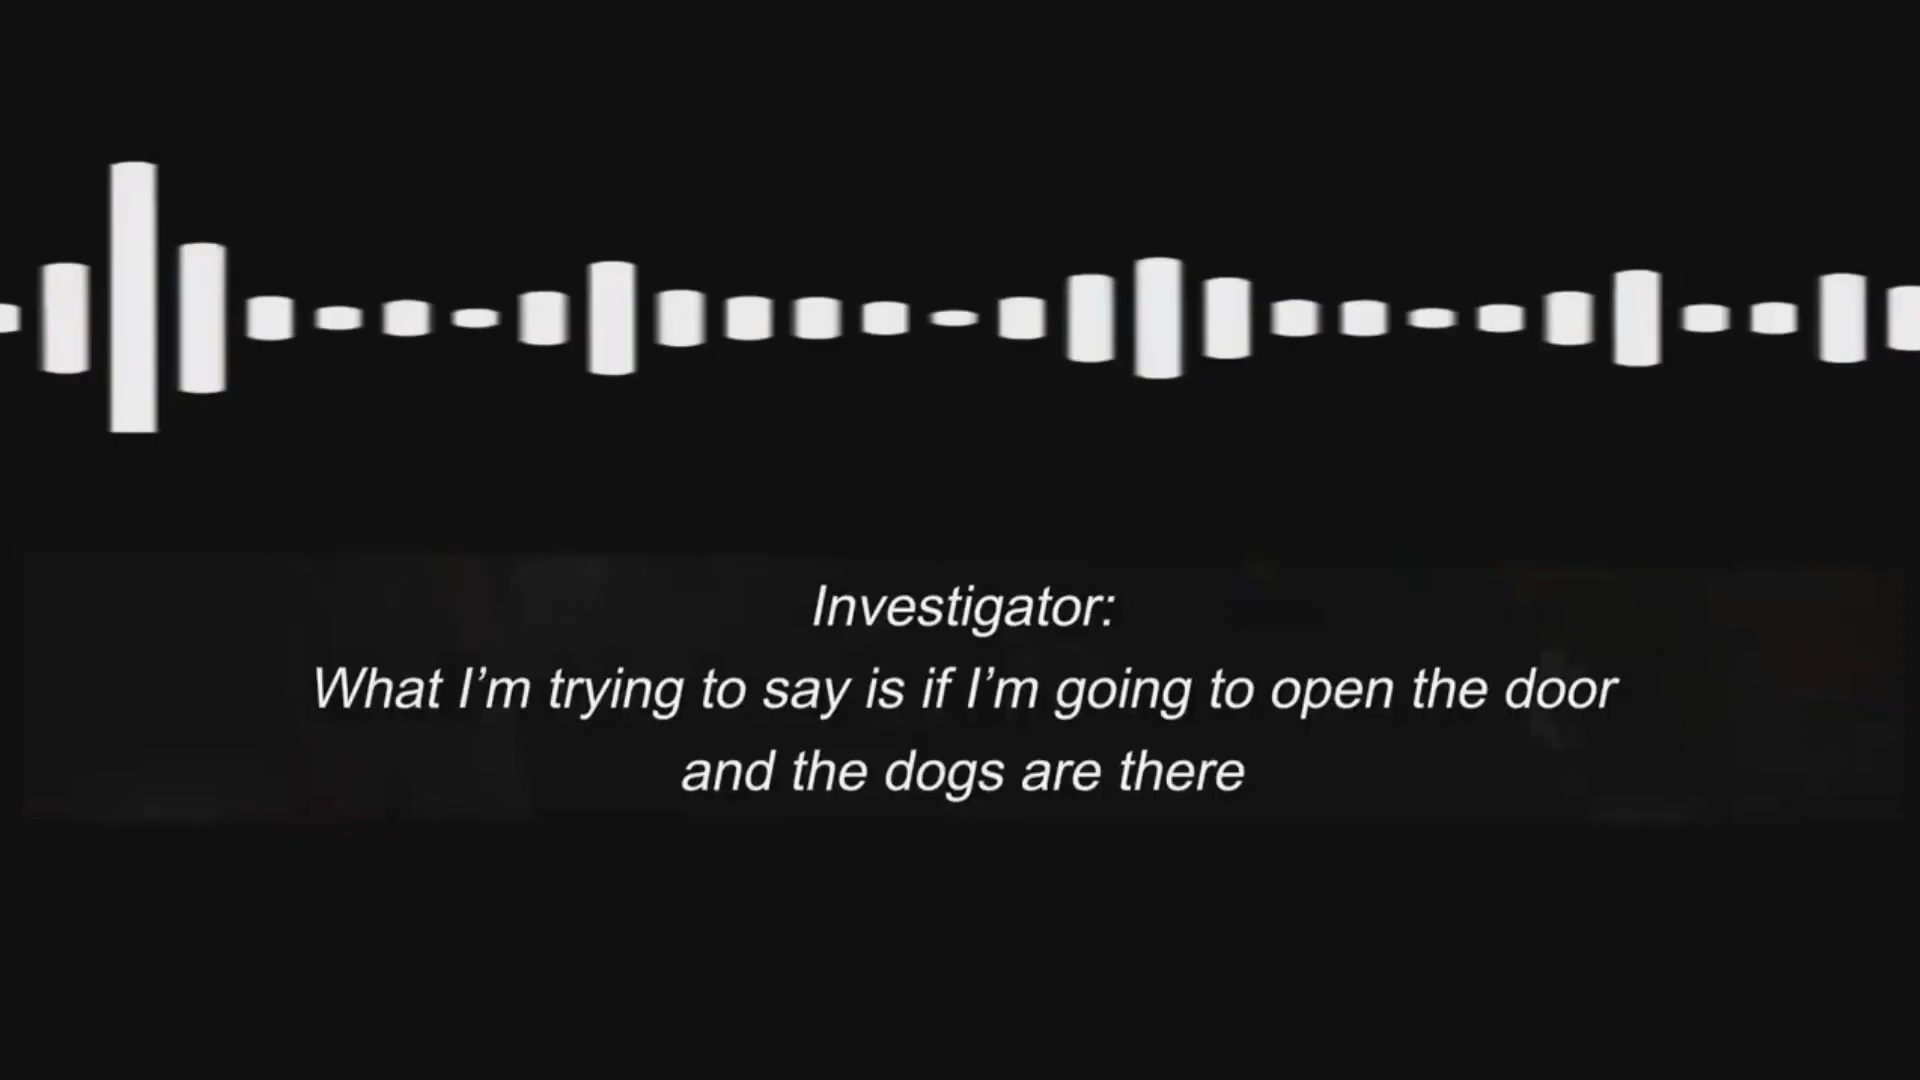 Investigator:
What I’m trying to say is if I’m going to open the door
and the dogs are there